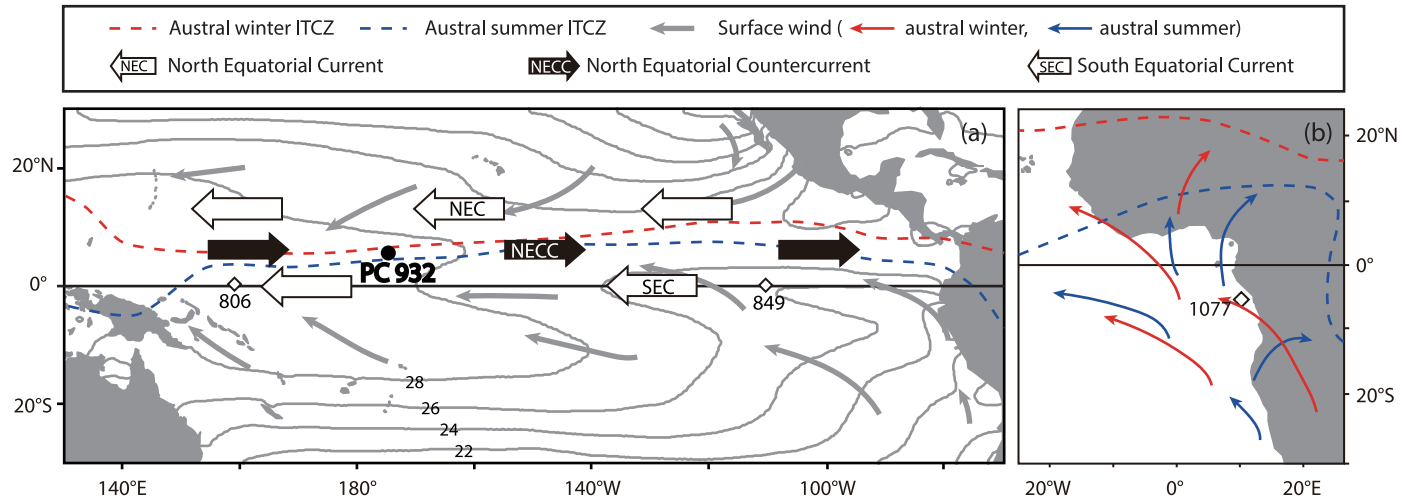 Austral winter ITCZ Austral summer ITCZ Surface wind ( austral winter, austral summer)
NEC North Equatorial Current NECC North Equatorial Countercurrent SEC South Equatorial Current
(a) (b)
20°N 20°N
NEC
NECC
PC 932
0° 0°
806 SEC 849 1077
28
26
20°S 20°S
24
22
140°E 180° 140°W 100°W 20°W 0° 20°E